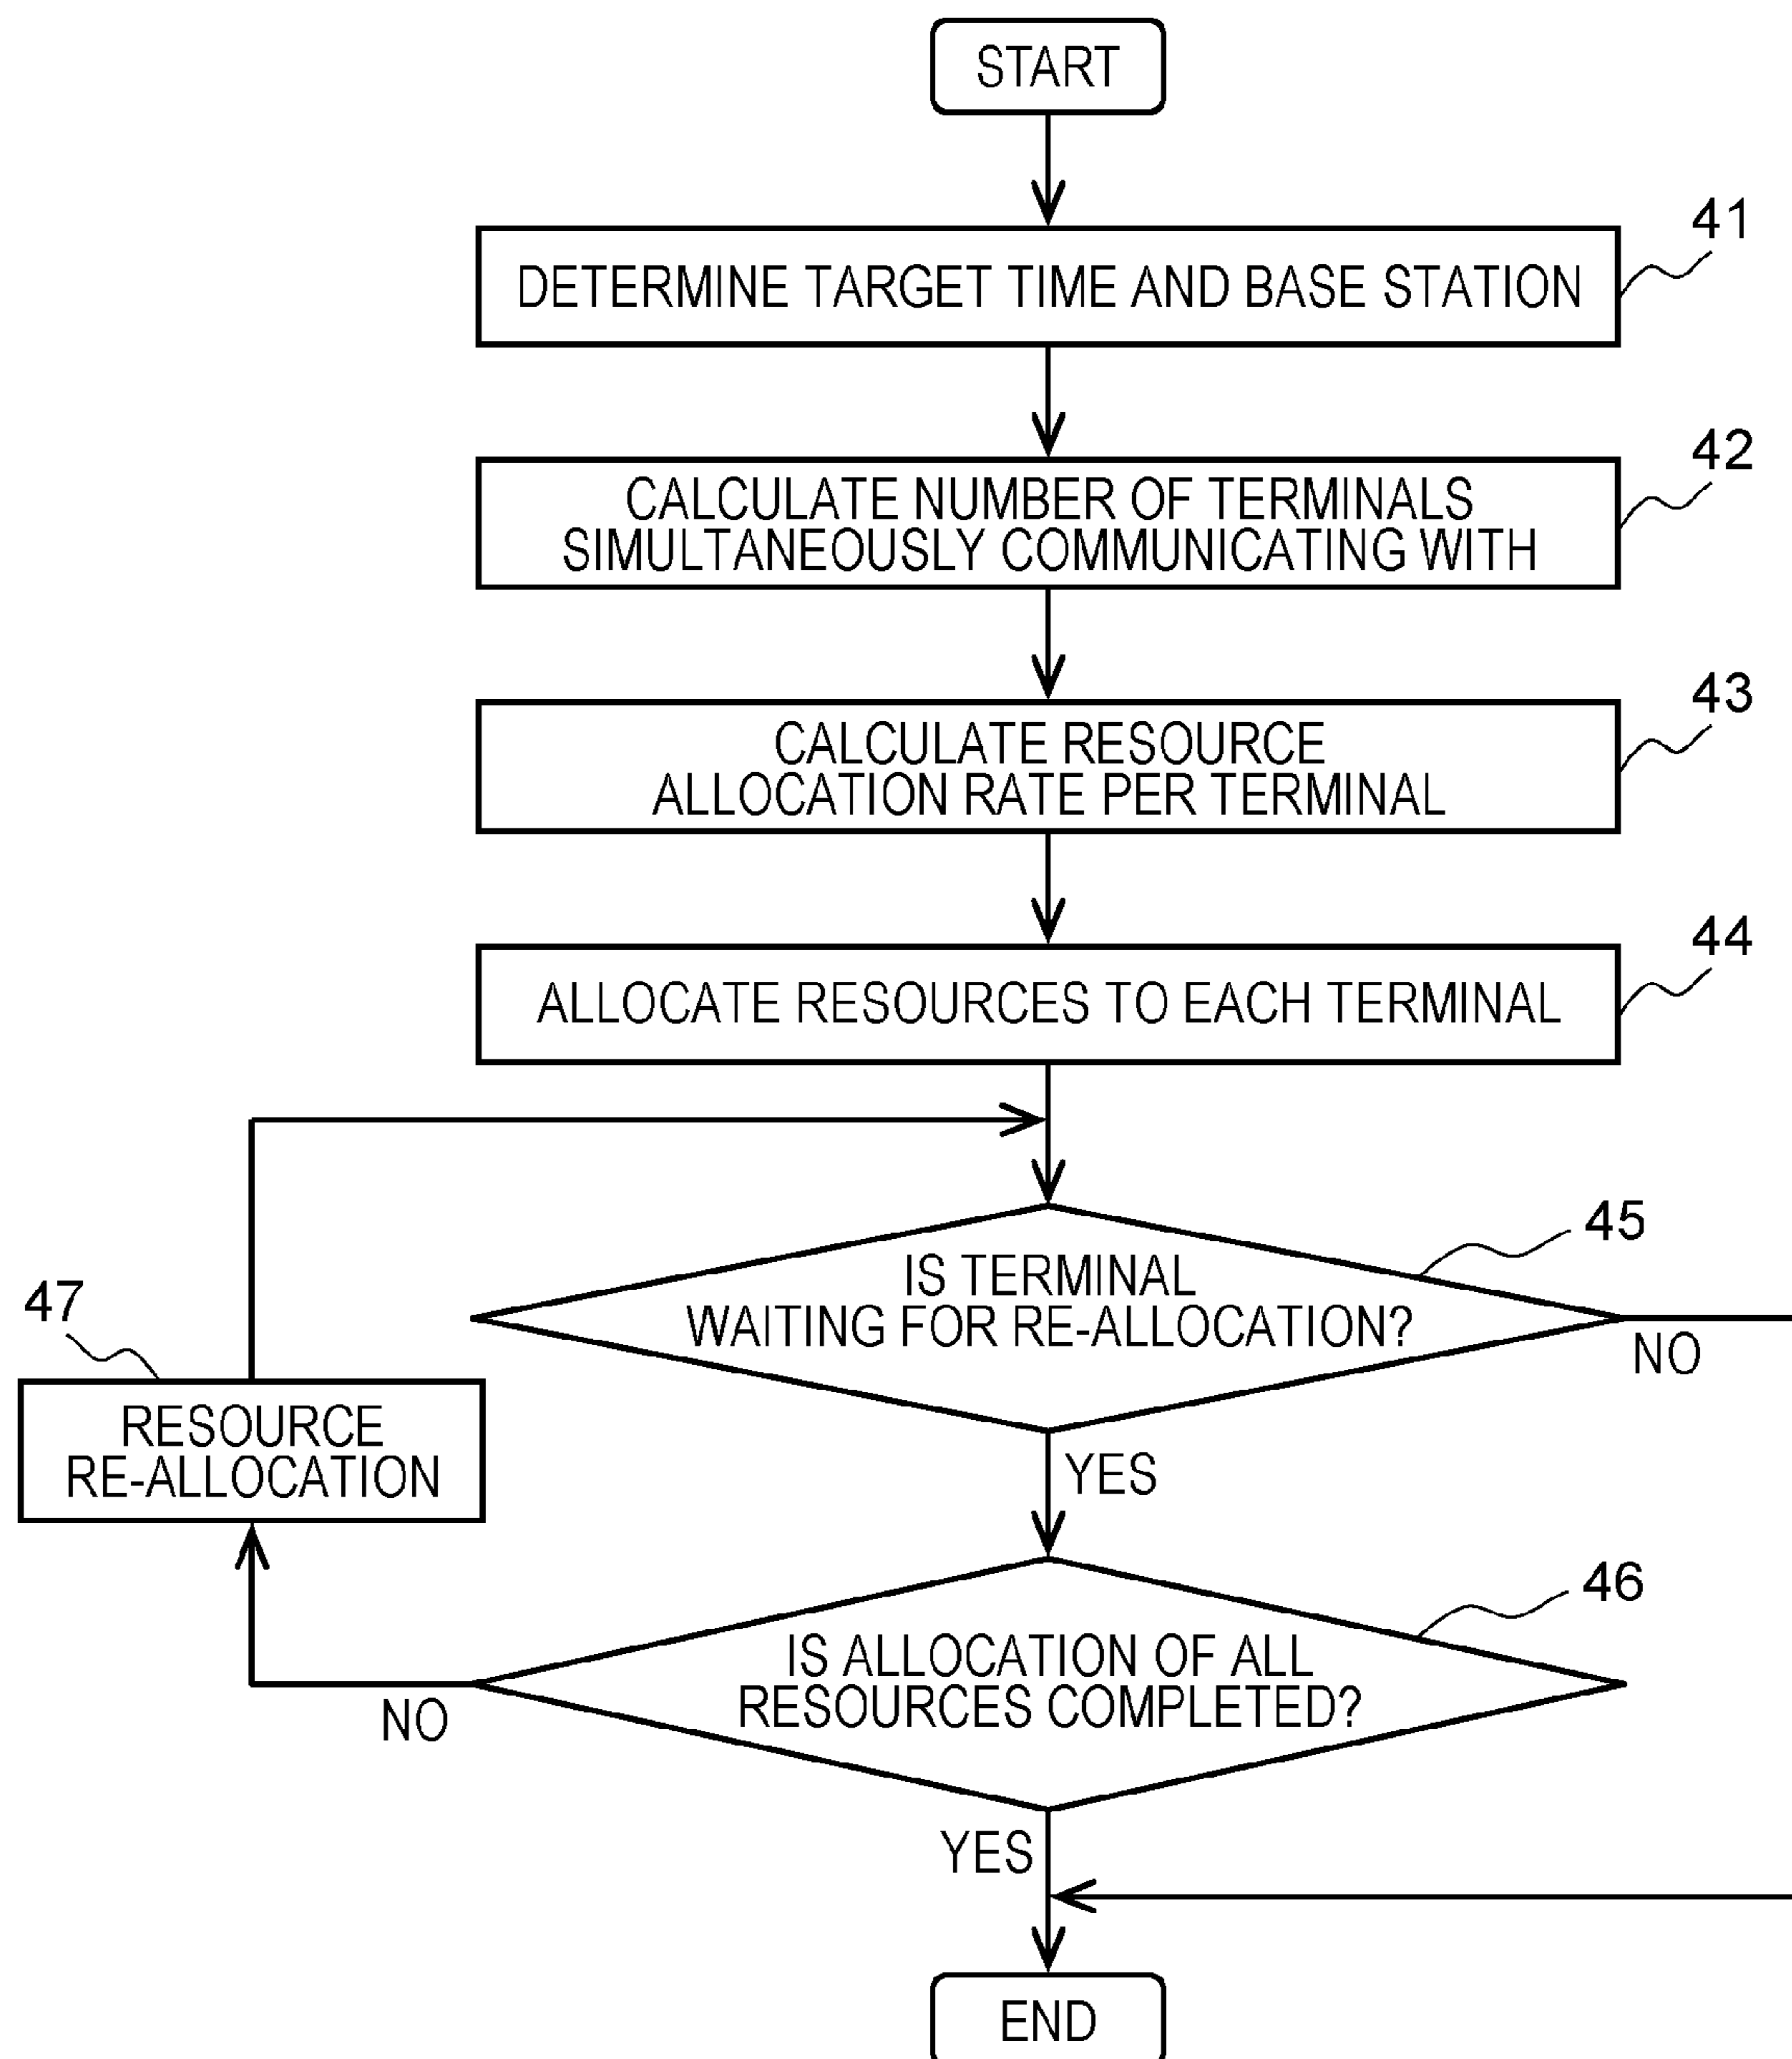 START
41
DETERMINE TARGET TIME AND BASE STATION
42
CALCULATE NUMBER OF TERMINALS
SIMULTANEOUSLY COMMUNICATING WITH
43
CALCULATE RESOURCE
ALLOCATION RATE PER TERMINAL
44
ALLOCATE RESOURCES TO EACH TERMINAL
45
IS TERMINAL
WAITING FOR RE-ALLOCATION?
NO
47
RESOURCE
RE-ALLOCATION
YES
46
IS ALLOCATION OF ALL
RESOURCES COMPLETED?
NO
YES
END